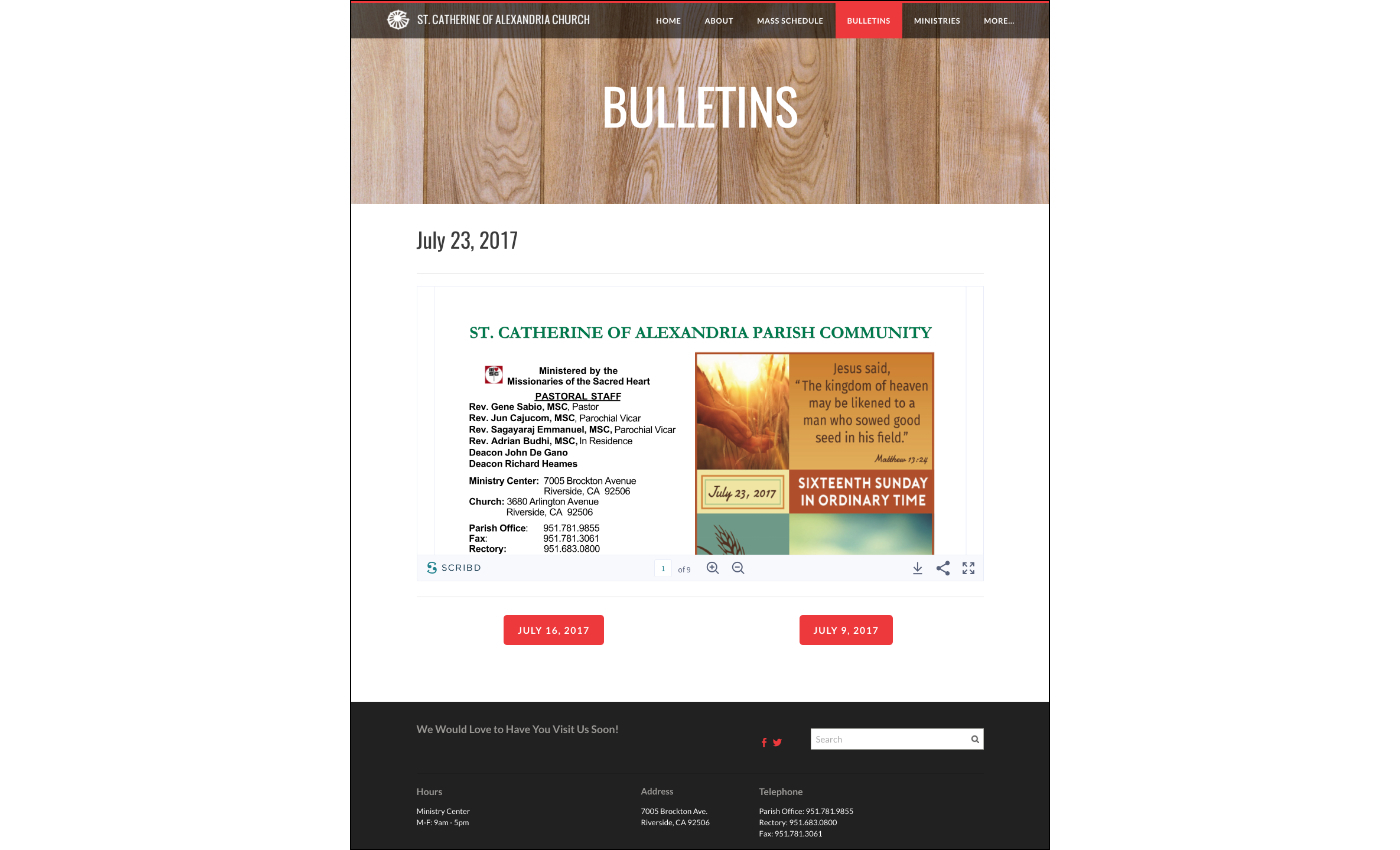 ST. CATHERINE OF ALEXANDRIA CHURCH
HOME ABOUT MASS SCHEDULE BULLETINS MINISTRIES MORE...
BULLETINS
July 23, 2017
ST. CATHERINE OF ALEXANDRIA PARISH COMMUNITY
Ministered by the
Missionaries of the Sacred Heart
PASTORAL STAFF
Rev. Gene Sabio, MSC, Pastor
Rev. Jun Cajucom, MSC, Parochial Vicar
Rev. Sagayaraj Emmanuel, MSC, Parochial Vicar
Rev. Adrian Budhi, MSC, In Residence
Deacon John De Gano
Deacon Richard Heames
Ministry Center: 7005 Brockton Avenue
Riverside, CA 92506
Church: 3680 Arlington Avenue
Riverside, CA 92506
Parish Office: 951.781.9855
Fax: 951.781.3061
Rectory: 951.683.0800
Jesus said,
"The kingdom of heaven
may be likened to a
man who sowed good
seed in his field."
Matthew 13:24
July 23, 2017
SIXTEENTH SUNDAY
IN ORDINARY TIME
SCRIBD
1 of 9
JULY 16, 2017
JULY 9, 2017
We Would Love to Have You Visit Us Soon!
Search
Hours
Ministry Center
M-F: 9am - 5pm
Address
7005 Brockton Ave.
Riverside, CA 92506
Telephone
Parish Office: 951.781.9855
Rectory: 951.683.0800
Fax: 951.781.3061